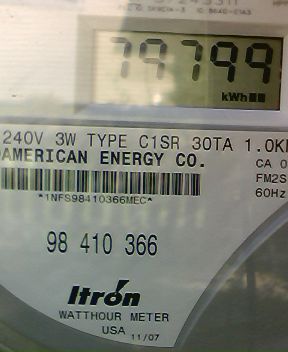 79799
kWh
240V 3W TYPE C1SR 30TA 1.0K
AMERICAN ENERGY CO.
CA 0
FM2S
60Hz
*1NFS98410366MEC*
98 410 366
Itrón
WATTHOUR METER
USA 11/07